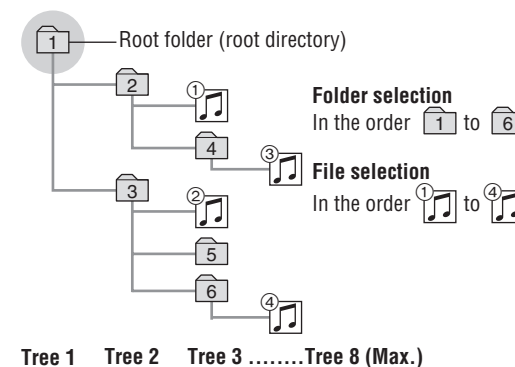 1 Root folder (root directory)
2 ①
4 ③
3 ②
5
6 ④
Folder selection
In the order 1 to 6
File selection
In the order ① to ④
Tree 1 Tree 2 Tree 3 ........Tree 8 (Max.)